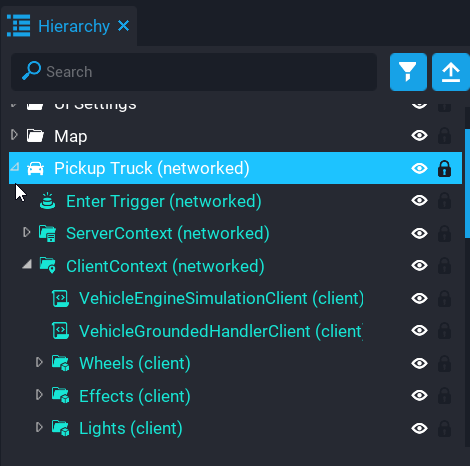 Hierarchy
Search
UI Settings
Map
Pickup Truck (networked)
Enter Trigger (networked)
ServerContext (networked)
ClientContext (networked)
VehicleEngineSimulationClient (client)
VehicleGroundedHandlerClient (client
Wheels (client)
Effects (client)
Lights (client)